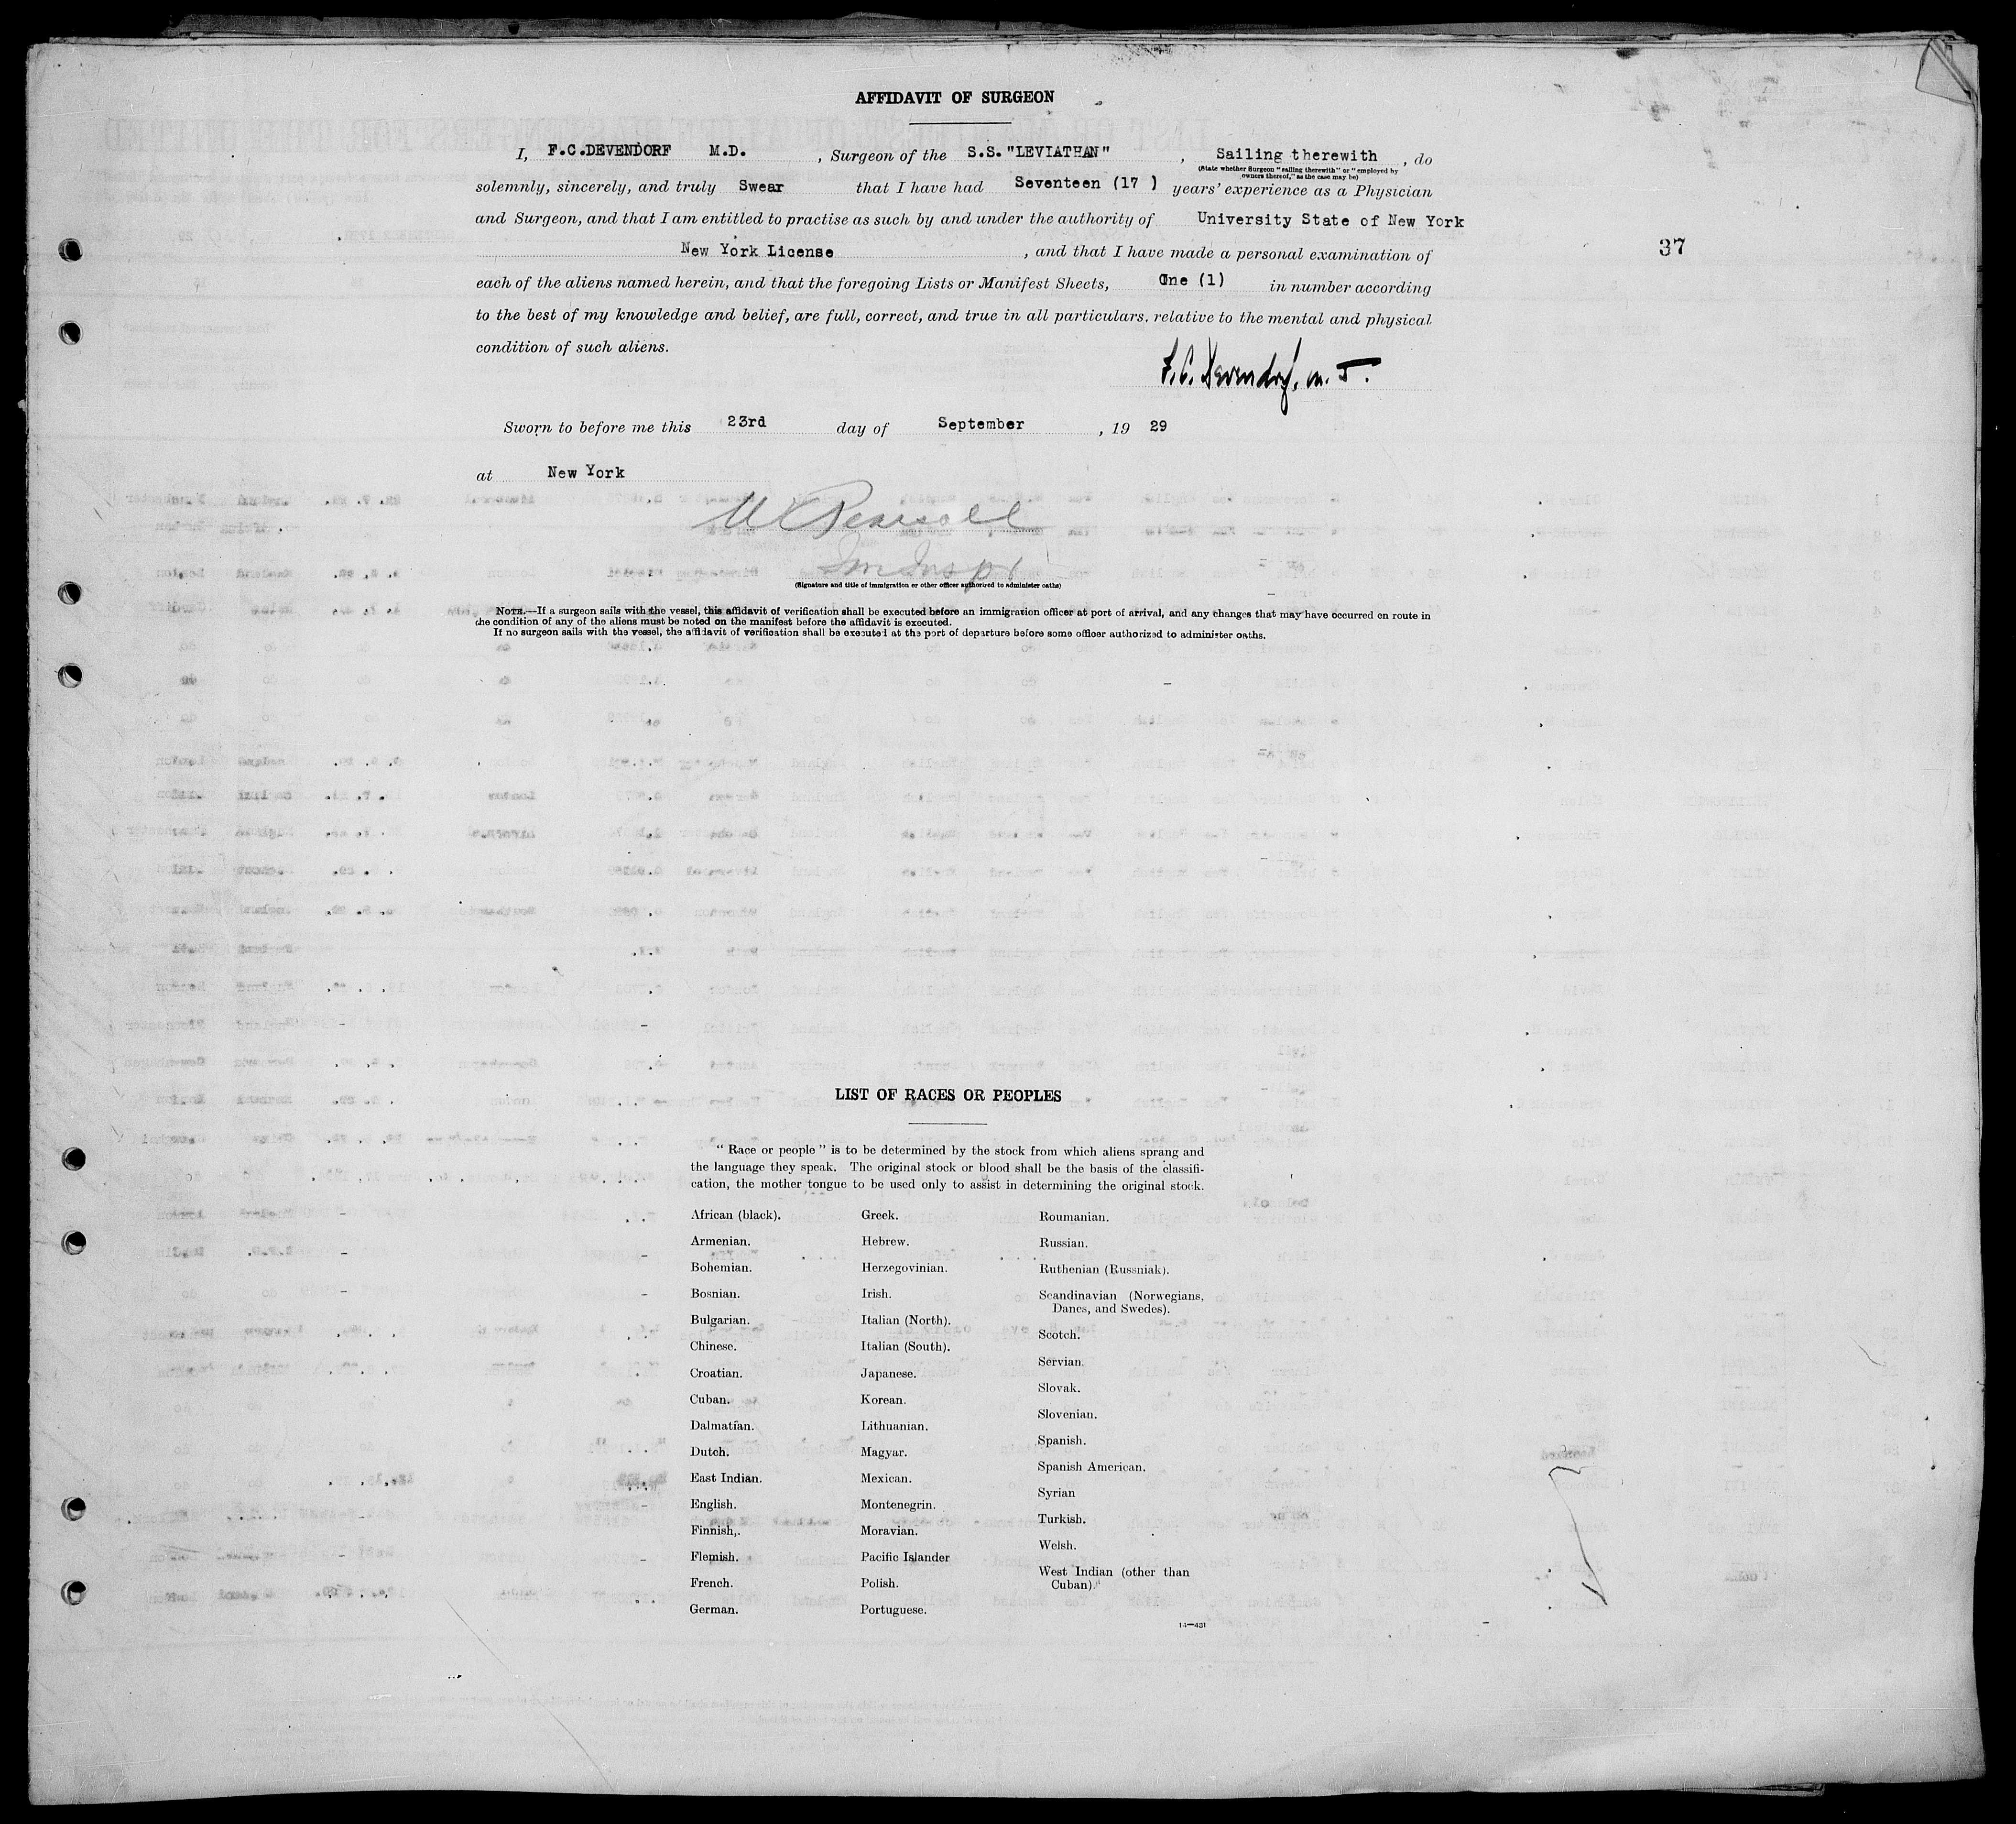 AFFIDAVIT OF SURGEON
I, F.C.DEVENDORF M.D. , Surgeon of the S.S."LEVIATHAN" , Sailing therewith , do
(State whether Surgeon "sailing therewith" or "employed by
owners thereof," as the case may be)
solemnly, sincerely, and truly Swear that I have had Seventeen (17 ) years' experience as a Physician
and Surgeon, and that I am entitled to practise as such by and under the authority of University State of New York
New York License , and that I have made a personal examination of
37
each of the aliens named herein, and that the foregoing Lists or Manifest Sheets, One (1) in number according
to the best of my knowledge and belief, are full, correct, and true in all particulars, relative to the mental and physical
condition of such aliens.
F.C. Devendorf, M.D.
Sworn to before me this 23rd day of September , 19 29
at New York
Im Inspr
(Signature and title of immigration or other officer authorized to administer oaths)
NOTE.—If a surgeon sails with the vessel, this affidavit of verification shall be executed before an immigration officer at port of arrival, and any changes that may have occurred on route in
the condition of any of the aliens must be noted on the manifest before the affidavit is executed.
If no surgeon sails with the vessel, the affidavit of verification shall be executed at the port of departure before some officer authorized to administer oaths.
LIST OF RACES OR PEOPLES
"Race or people" is to be determined by the stock from which aliens sprang and
the language they speak. The original stock or blood shall be the basis of the classifi-
cation, the mother tongue to be used only to assist in determining the original stock.
African (black).
Armenian.
Bohemian.
Bosnian.
Bulgarian.
Chinese.
Croatian.
Cuban.
Dalmatian.
Dutch.
East Indian.
English.
Finnish.
Flemish.
French.
German.
Greek.
Hebrew.
Herzegovinian.
Irish.
Italian (North).
Italian (South).
Japanese.
Korean.
Lithuanian.
Magyar.
Mexican.
Montenegrin.
Moravian.
Pacific Islander
Polish.
Portuguese.
Roumanian.
Russian.
Ruthenian (Russniak).
Scandinavian (Norwegians,
Danes, and Swedes).
Scotch.
Servian.
Slovak.
Slovenian.
Spanish.
Spanish American.
Syrian
Turkish.
Welsh.
West Indian (other than
Cuban).
14—431